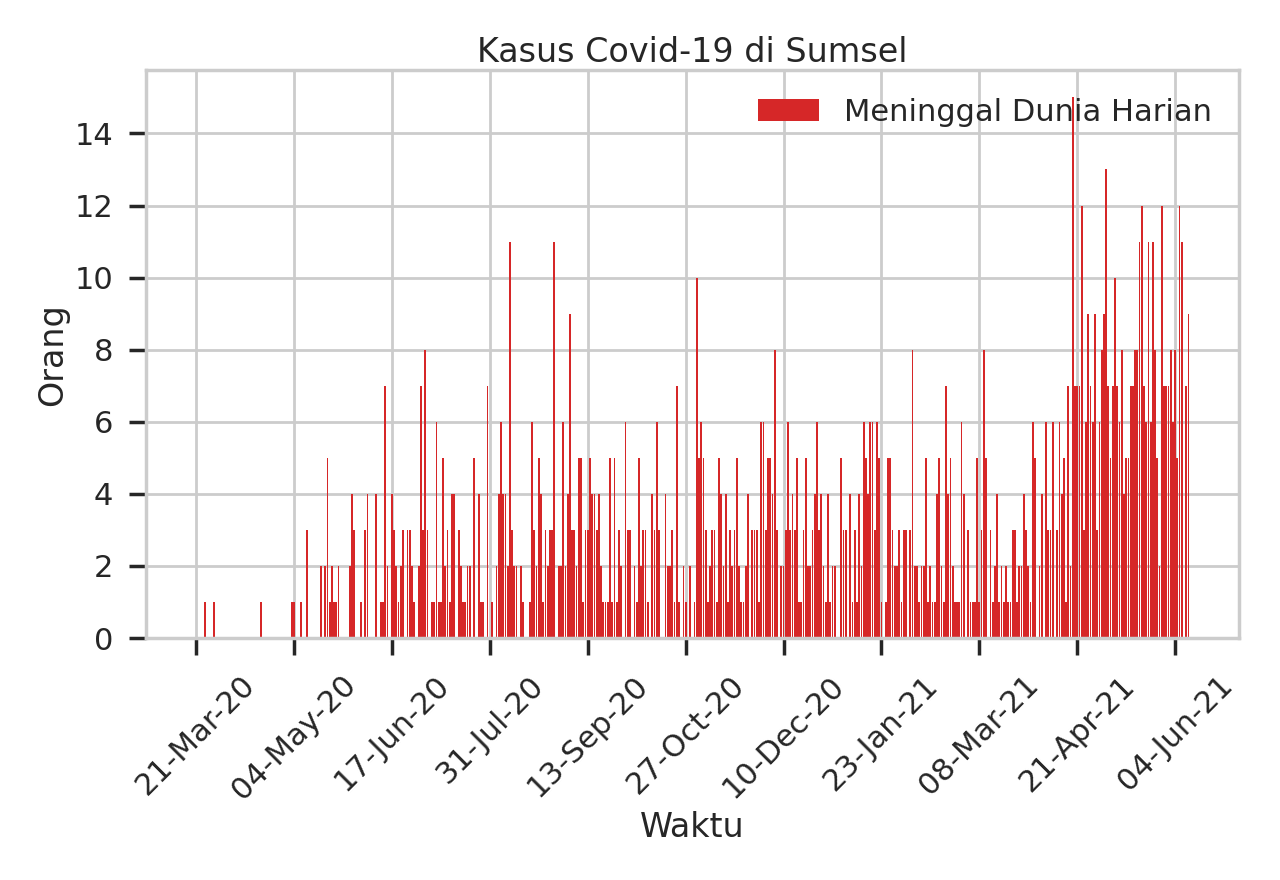 Kasus Covid-19 di Sumsel
Meninggal Dunia Harian
Orang
14
12
10
8
6
4
2
0
21-Mar-20
04-May-20
17-Jun-20
31-Jul-20
13-Sep-20
27-Oct-20
10-Dec-20
23-Jan-21
08-Mar-21
21-Apr-21
04-Jun-21
Waktu